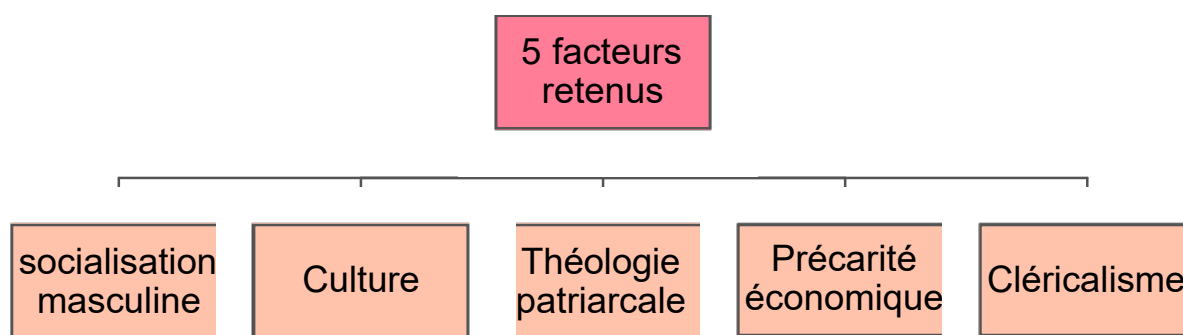 5 facteurs
retenus
socialisation
masculine
Culture
Théologie
patriarcale
Précarité
économique
Cléricalisme